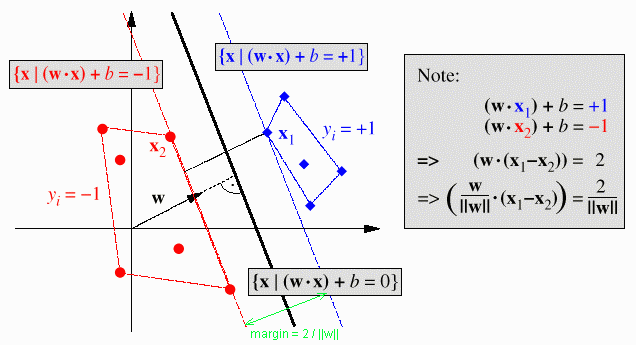 {x | (w·x) + b = −1}
{x | (w·x) + b = +1}
x₁
yᵢ = +1
x₂
yᵢ = −1
w
{x | (w·x) + b = 0}
margin = 2 / ||w||
Note:
(w·x₁) + b = +1
(w·x₂) + b = −1
=> (w·(x₁−x₂)) = 2
=> (w/||w||·(x₁−x₂)) = 2/||w||